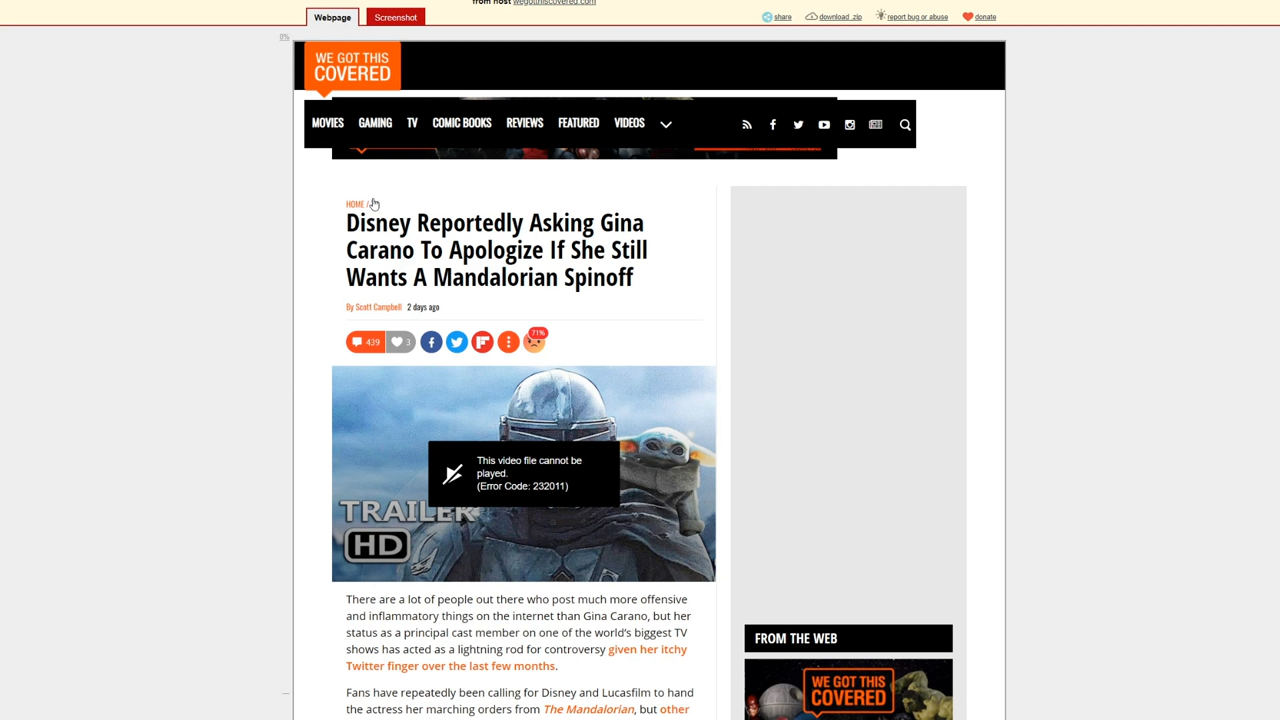 from host wegotthiscovered.com
Webpage
Screenshot
share
download .zip
report bug or abuse
donate
0%
WE GOT THIS
COVERED
MOVIES GAMING TV COMIC BOOKS REVIEWS FEATURED VIDEOS
HOME /
Disney Reportedly Asking Gina
Carano To Apologize If She Still
Wants A Mandalorian Spinoff
By Scott Campbell 2 days ago
439
3
71%
This video file cannot be
played.
(Error Code: 232011)
TRAILER
HD
There are a lot of people out there who post much more offensive
and inflammatory things on the internet than Gina Carano, but her
status as a principal cast member on one of the world's biggest TV
shows has acted as a lightning rod for controversy given her itchy
Twitter finger over the last few months.
Fans have repeatedly been calling for Disney and Lucasfilm to hand
the actress her marching orders from The Mandalorian, but other
FROM THE WEB
WE GOT THIS
COVERED